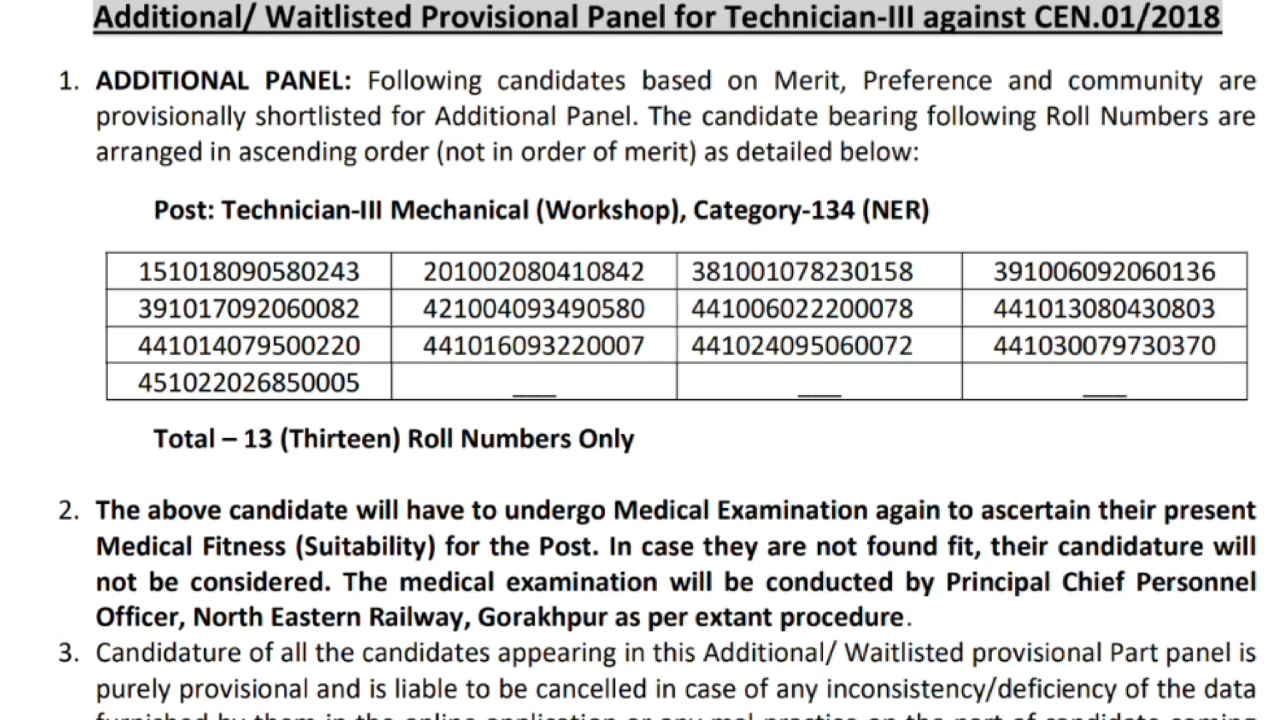 Additional/ Waitlisted Provisional Panel for Technician-III against CEN.01/2018
1. ADDITIONAL PANEL: Following candidates based on Merit, Preference and community are
provisionally shortlisted for Additional Panel. The candidate bearing following Roll Numbers are
arranged in ascending order (not in order of merit) as detailed below:
Post: Technician-III Mechanical (Workshop), Category-134 (NER)
151018090580243 201002080410842 381001078230158 391006092060136
391017092060082 421004093490580 441006022200078 441013080430803
441014079500220 441016093220007 441024095060072 441030079730370
451022026850005 __ __ __
Total – 13 (Thirteen) Roll Numbers Only
2. The above candidate will have to undergo Medical Examination again to ascertain their present
Medical Fitness (Suitability) for the Post. In case they are not found fit, their candidature will
not be considered. The medical examination will be conducted by Principal Chief Personnel
Officer, North Eastern Railway, Gorakhpur as per extant procedure.
3. Candidature of all the candidates appearing in this Additional/ Waitlisted provisional Part panel is
purely provisional and is liable to be cancelled in case of any inconsistency/deficiency of the data